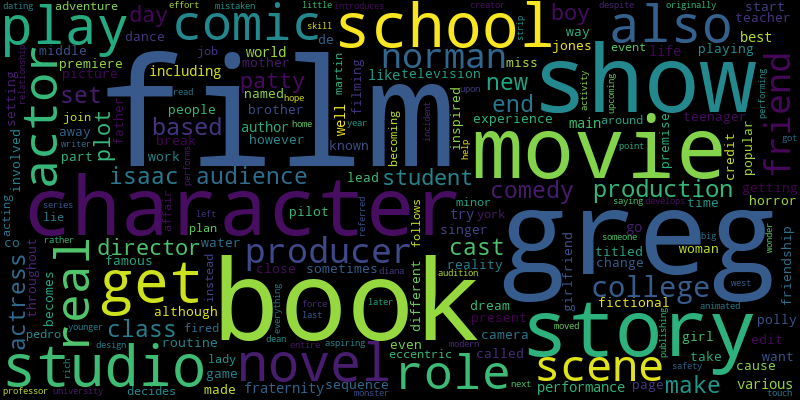 dating
effort mistaken skill little introduces creator despite originally
adventure play day comic school also boy start teacher
dance job de strip way best
middle premiere film world norman jones event life playing
actor picture including mother like television miss show
relationship setting set patty martin filming new teenager
read hope named people brother well becoming inspired end main around upcoming activity performing friend
join based author home year known experience movie premise credit popular got
away plot break however incident upon
writer part work help point
involved performs isaac audience lead student comedy production getting
father character minor saying develops horror
acting series lie affair left pilot referred try york go time
throughout plan singer someone big woman wonder
co rather director water follows cast titled greg
actress real famous instead producer reality change polly friendship
becomes get close sometimes diana girlfriend college west
although book audition different dream fictional animated
pedro younger class fired force later camera story publishing
design routine everything last present moved girl edit
studio rich lady dean entire aspiring modern even called scene safety take want
game novel eccentric role cause
professor university decides made fraternity sequence monster next performance page make various touch